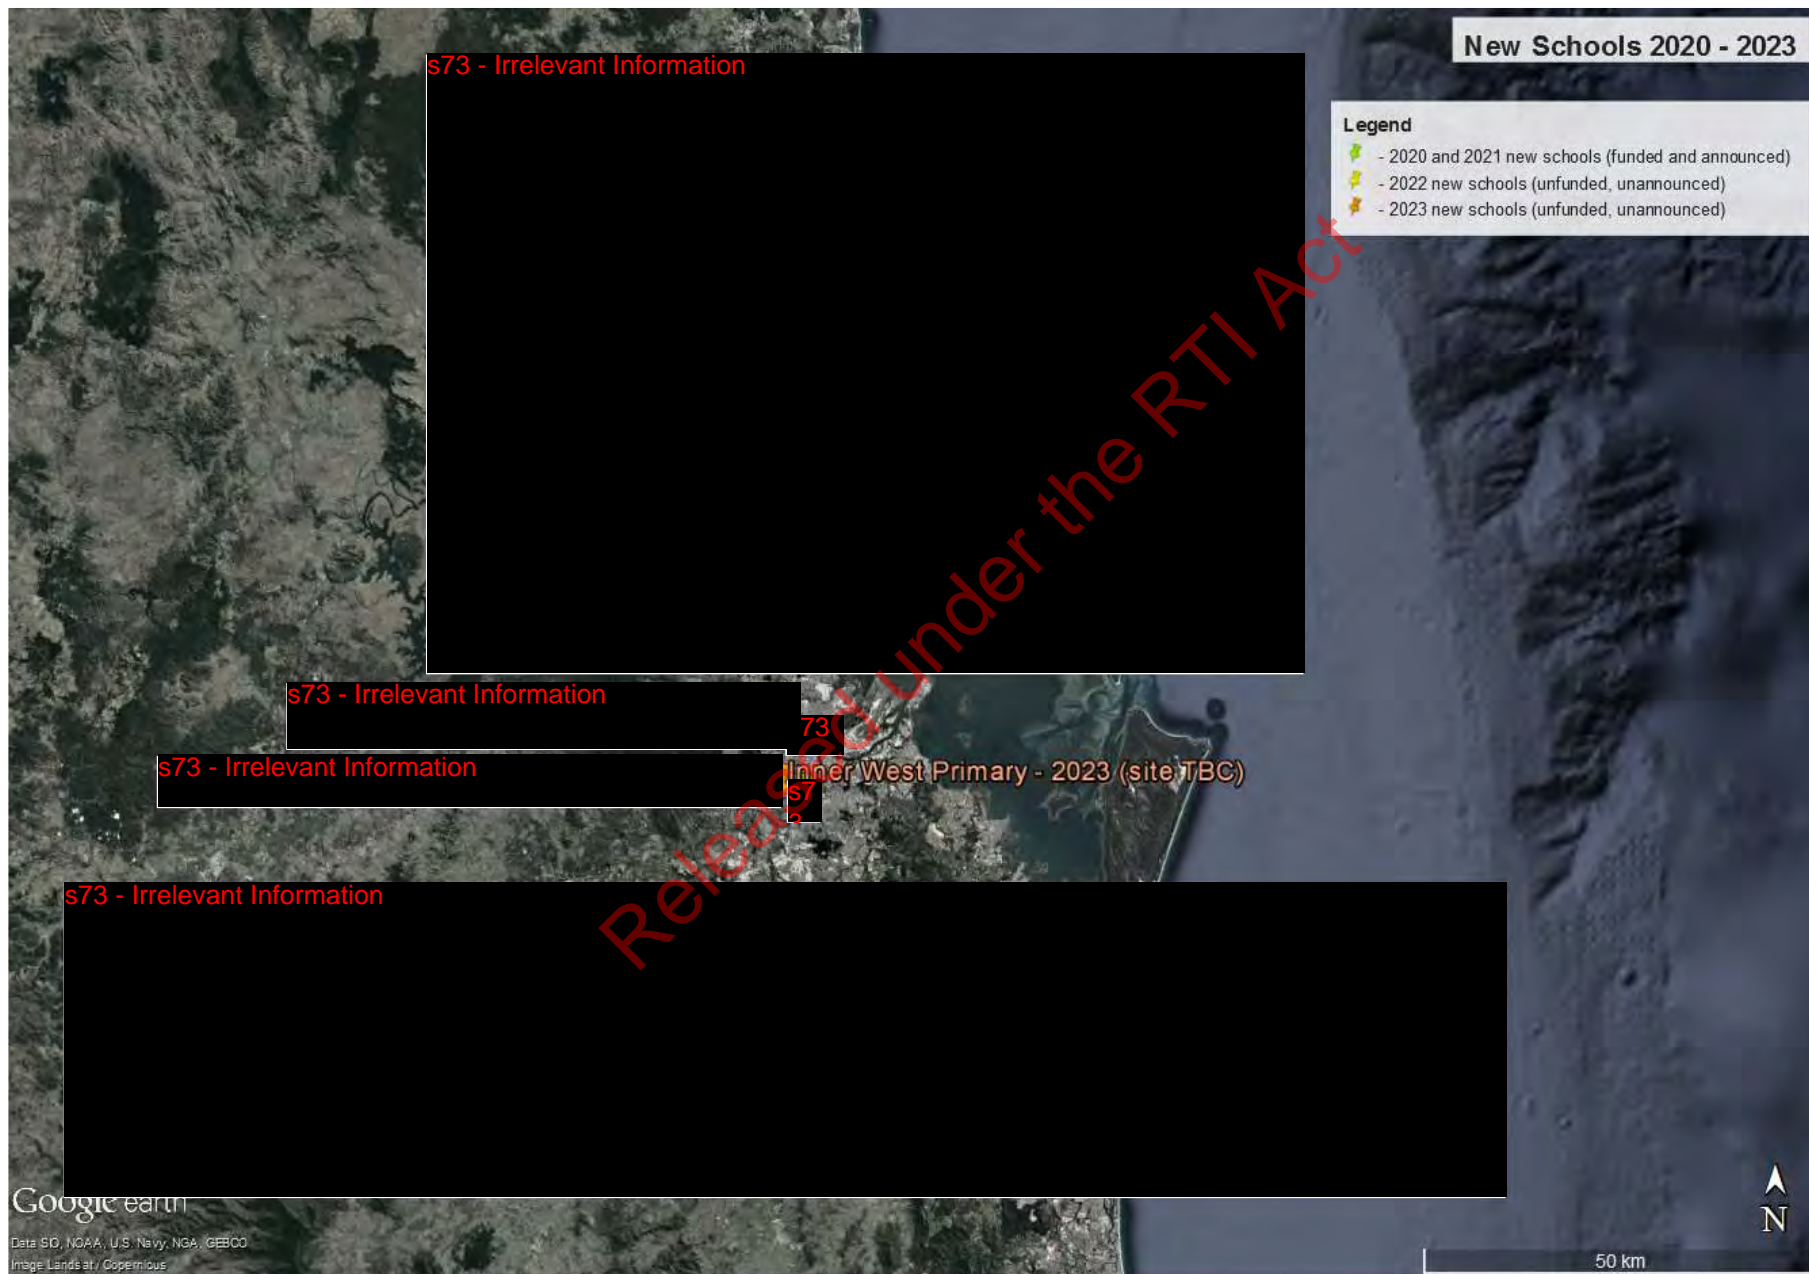 New Schools 2020 - 2023
s73 - Irrelevant Information
Legend
- 2020 and 2021 new schools (funded and announced)
- 2022 new schools (unfunded, unannounced)
- 2023 new schools (unfunded, unannounced)
Released under the RTI Act
s73 - Irrelevant Information
73
s73 - Irrelevant Information
Inner West Primary - 2023 (site TBC)
s7
s73 - Irrelevant Information
Google earth
Data SIO, NOAA, U.S. Navy, NGA, GEBCO
Image Landsat / Copernicus
N
50 km